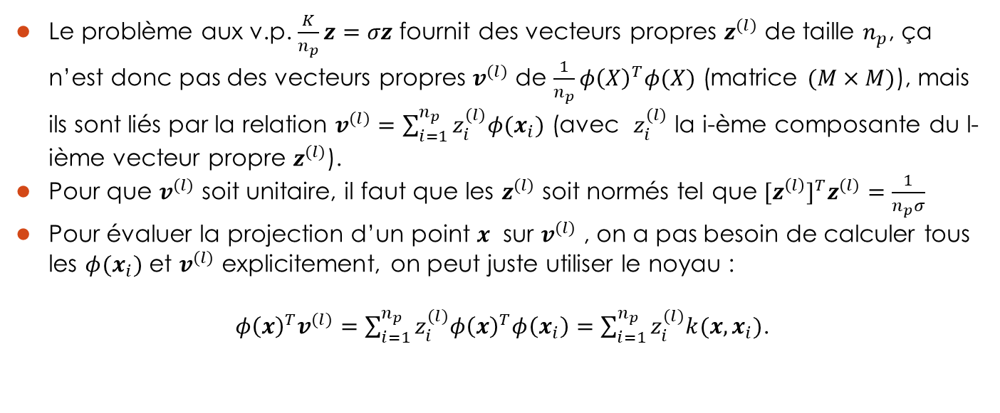 • Le problème aux v.p. $\frac{K}{n_p}\boldsymbol{z} = \sigma\boldsymbol{z}$ fournit des vecteurs propres $\boldsymbol{z}^{(l)}$ de taille $n_p$, ça
n'est donc pas des vecteurs propres $\boldsymbol{v}^{(l)}$ de $\frac{1}{n_p}\phi(X)^T\phi(X)$ (matrice $(M \times M)$), mais
ils sont liés par la relation $\boldsymbol{v}^{(l)} = \sum_{i=1}^{n_p} z_i^{(l)}\phi(\boldsymbol{x}_i)$ (avec $z_i^{(l)}$ la i-ème composante du l-
ième vecteur propre $\boldsymbol{z}^{(l)}$).
• Pour que $\boldsymbol{v}^{(l)}$ soit unitaire, il faut que les $\boldsymbol{z}^{(l)}$ soit normés tel que $[\boldsymbol{z}^{(l)}]^T\boldsymbol{z}^{(l)} = \frac{1}{n_p\sigma}$
• Pour évaluer la projection d'un point $\boldsymbol{x}$ sur $\boldsymbol{v}^{(l)}$ , on a pas besoin de calculer tous
les $\phi(\boldsymbol{x}_i)$ et $\boldsymbol{v}^{(l)}$ explicitement, on peut juste utiliser le noyau :
$\phi(\boldsymbol{x})^T\boldsymbol{v}^{(l)} = \sum_{i=1}^{n_p} z_i^{(l)}\phi(\boldsymbol{x})^T\phi(\boldsymbol{x}_i) = \sum_{i=1}^{n_p} z_i^{(l)}k(\boldsymbol{x}, \boldsymbol{x}_i).$